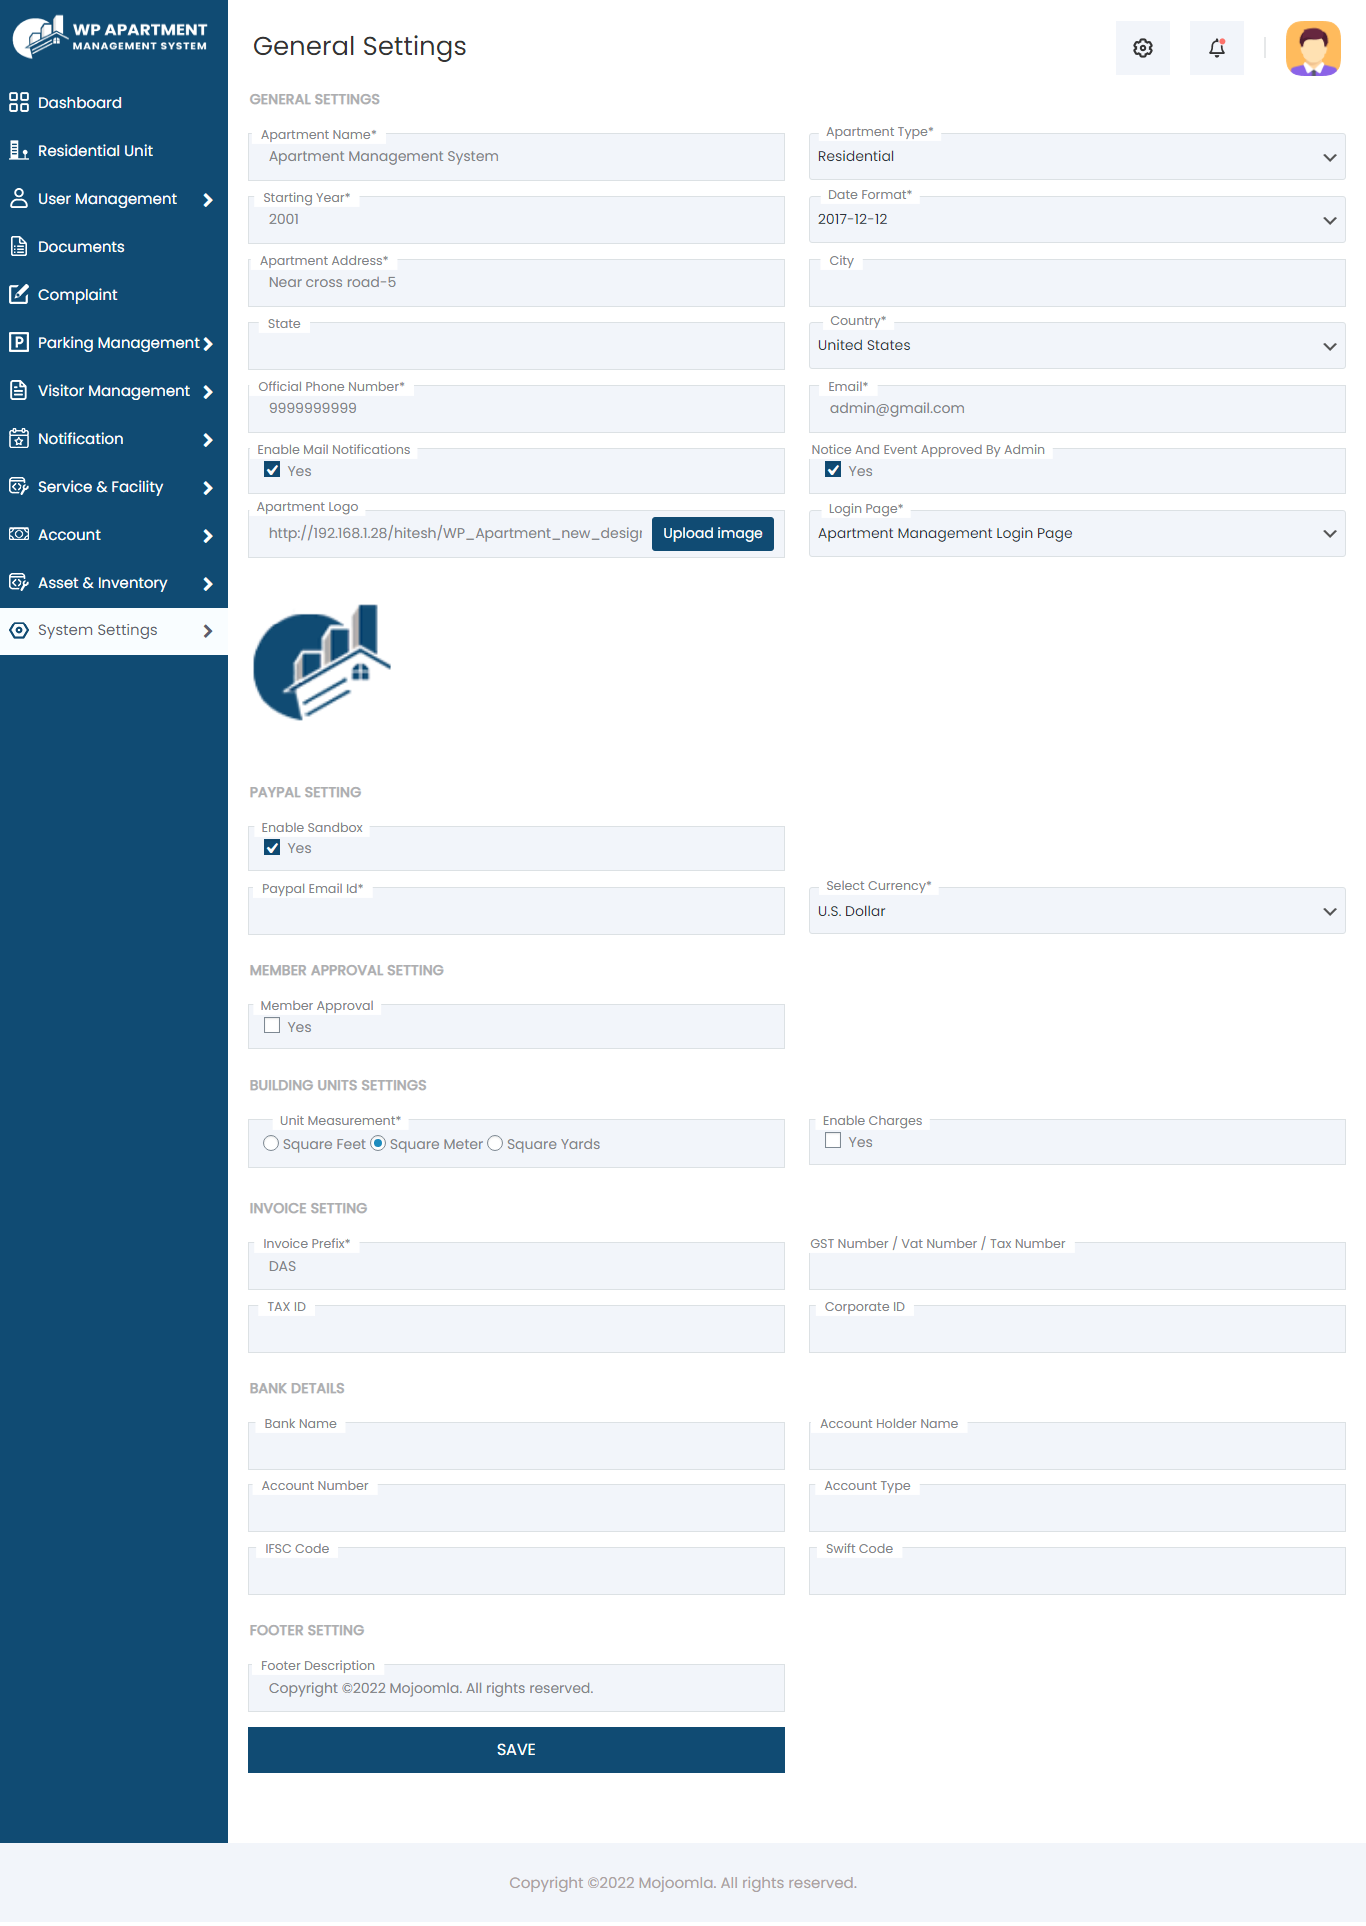 WP APARTMENT
MANAGEMENT SYSTEM
General Settings
Dashboard
Residential Unit
User Management
Documents
Complaint
Parking Management
Visitor Management
Notification
Service & Facility
Account
Asset & Inventory
System Settings
GENERAL SETTINGS
Apartment Name*
Apartment Management System
Apartment Type*
Residential
Starting Year*
2001
Date Format*
2017-12-12
Apartment Address*
Near cross road-5
City
State
Country*
United States
Official Phone Number*
9999999999
Email*
admin@gmail.com
Enable Mail Notifications
Yes
Notice And Event Approved By Admin
Yes
Apartment Logo
http://192.168.1.28/hitesh/WP_Apartment_new_design
Upload image
Login Page*
Apartment Management Login Page
PAYPAL SETTING
Enable Sandbox
Yes
Paypal Email Id*
Select Currency*
U.S. Dollar
MEMBER APPROVAL SETTING
Member Approval
Yes
BUILDING UNITS SETTINGS
Unit Measurement*
Square Feet Square Meter Square Yards
Enable Charges
Yes
INVOICE SETTING
Invoice Prefix*
DAS
GST Number / Vat Number / Tax Number
TAX ID
Corporate ID
BANK DETAILS
Bank Name
Account Holder Name
Account Number
Account Type
IFSC Code
Swift Code
FOOTER SETTING
Footer Description
Copyright ©2022 Mojoomla. All rights reserved.
SAVE
Copyright ©2022 Mojoomla. All rights reserved.